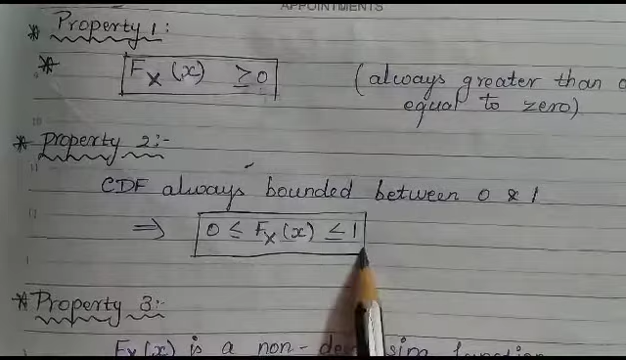 APPOINTMENTS
* Property 1:
* Fx (x) ≥ 0 (always greater than o
equal to zero)
* Property 2:-
CDF always bounded between 0 & 1
⇒ 0 ≤ Fx (x) ≤ 1
* Property 3:-
Fx (x) is a non-